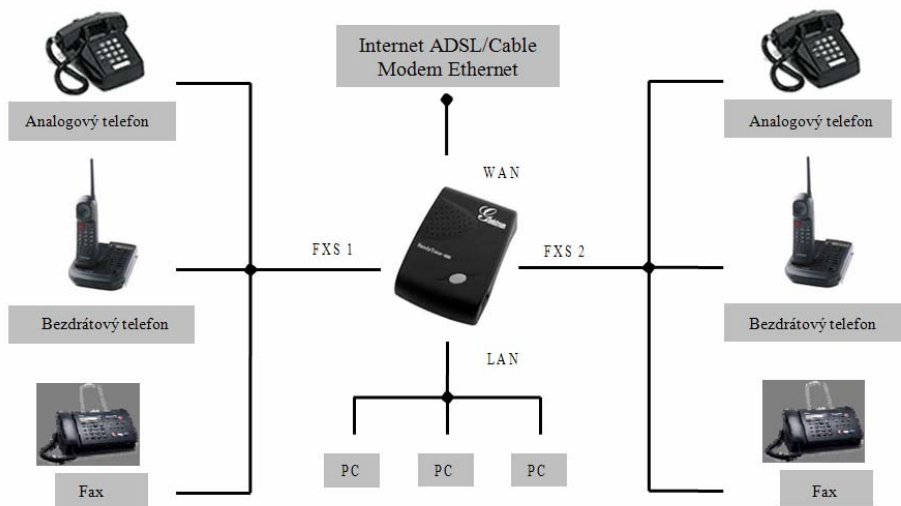 Internet ADSL/Cable
Modem Ethernet
Analogový telefon
Analogový telefon
WAN
FXS 1
FXS 2
Bezdrátový telefon
Bezdrátový telefon
LAN
PC
PC
PC
Fax
Fax